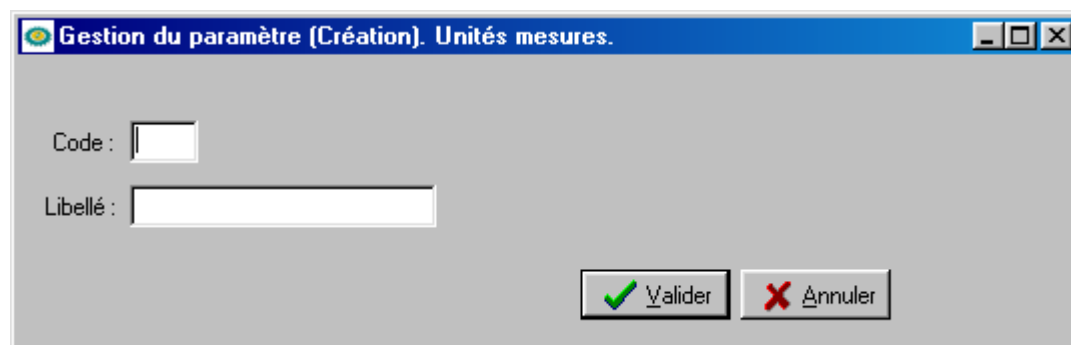 Gestion du paramètre (Création). Unités mesures.
Code :
Libellé :
Valider Annuler